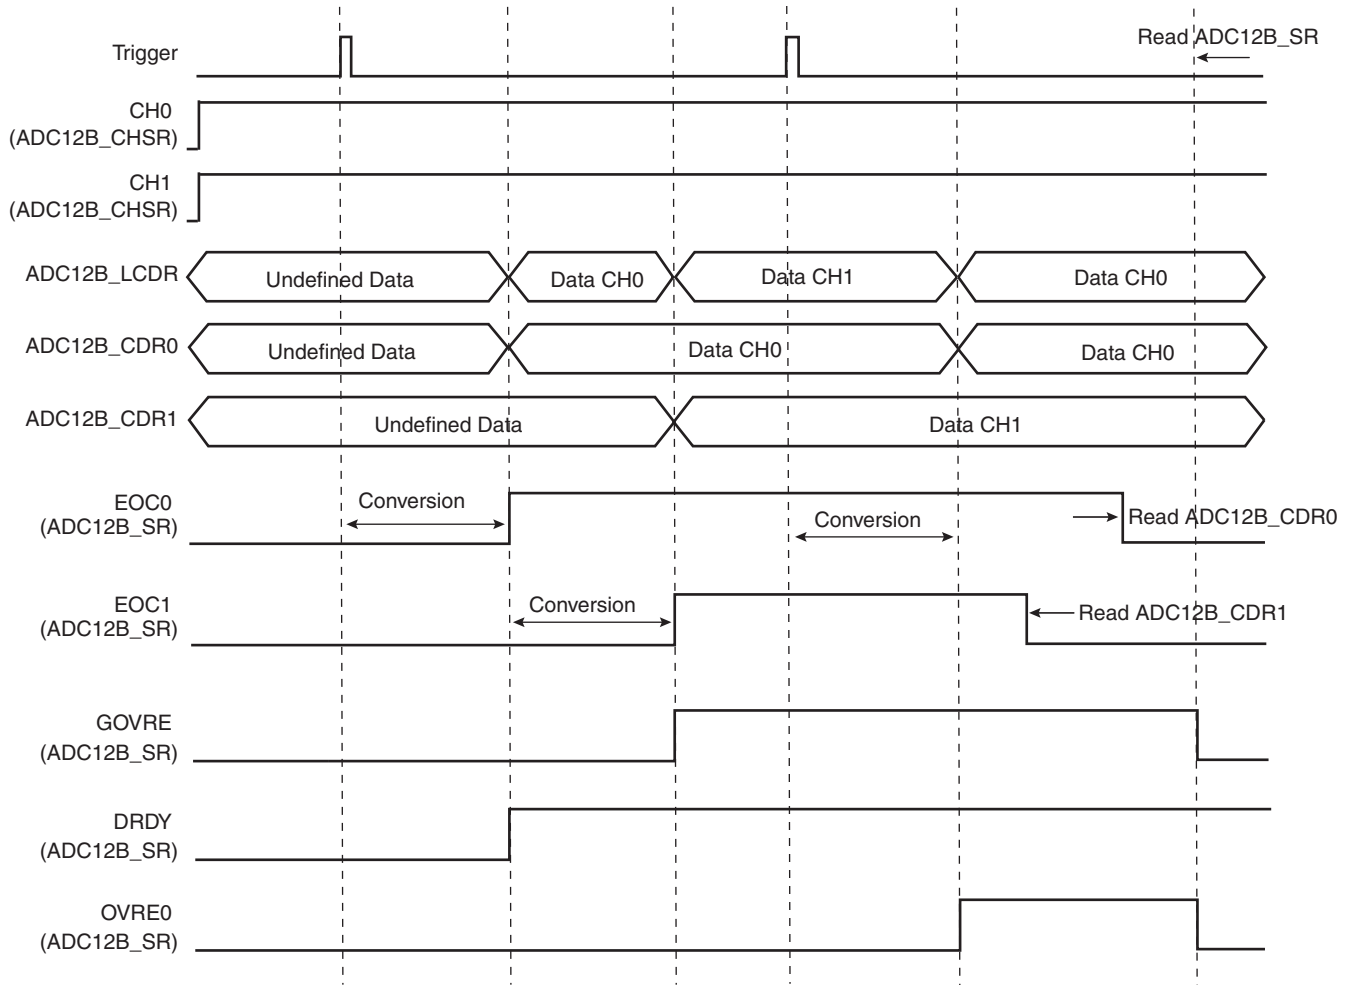 Trigger
Read ADC12B_SR
CH0
(ADC12B_CHSR)
CH1
(ADC12B_CHSR)
ADC12B_LCDR
Undefined Data
Data CH0
Data CH1
Data CH0
ADC12B_CDR0
Undefined Data
Data CH0
Data CH0
ADC12B_CDR1
Undefined Data
Data CH1
EOC0
(ADC12B_SR)
Conversion
Conversion
Read ADC12B_CDR0
EOC1
(ADC12B_SR)
Conversion
Read ADC12B_CDR1
GOVRE
(ADC12B_SR)
DRDY
(ADC12B_SR)
OVRE0
(ADC12B_SR)